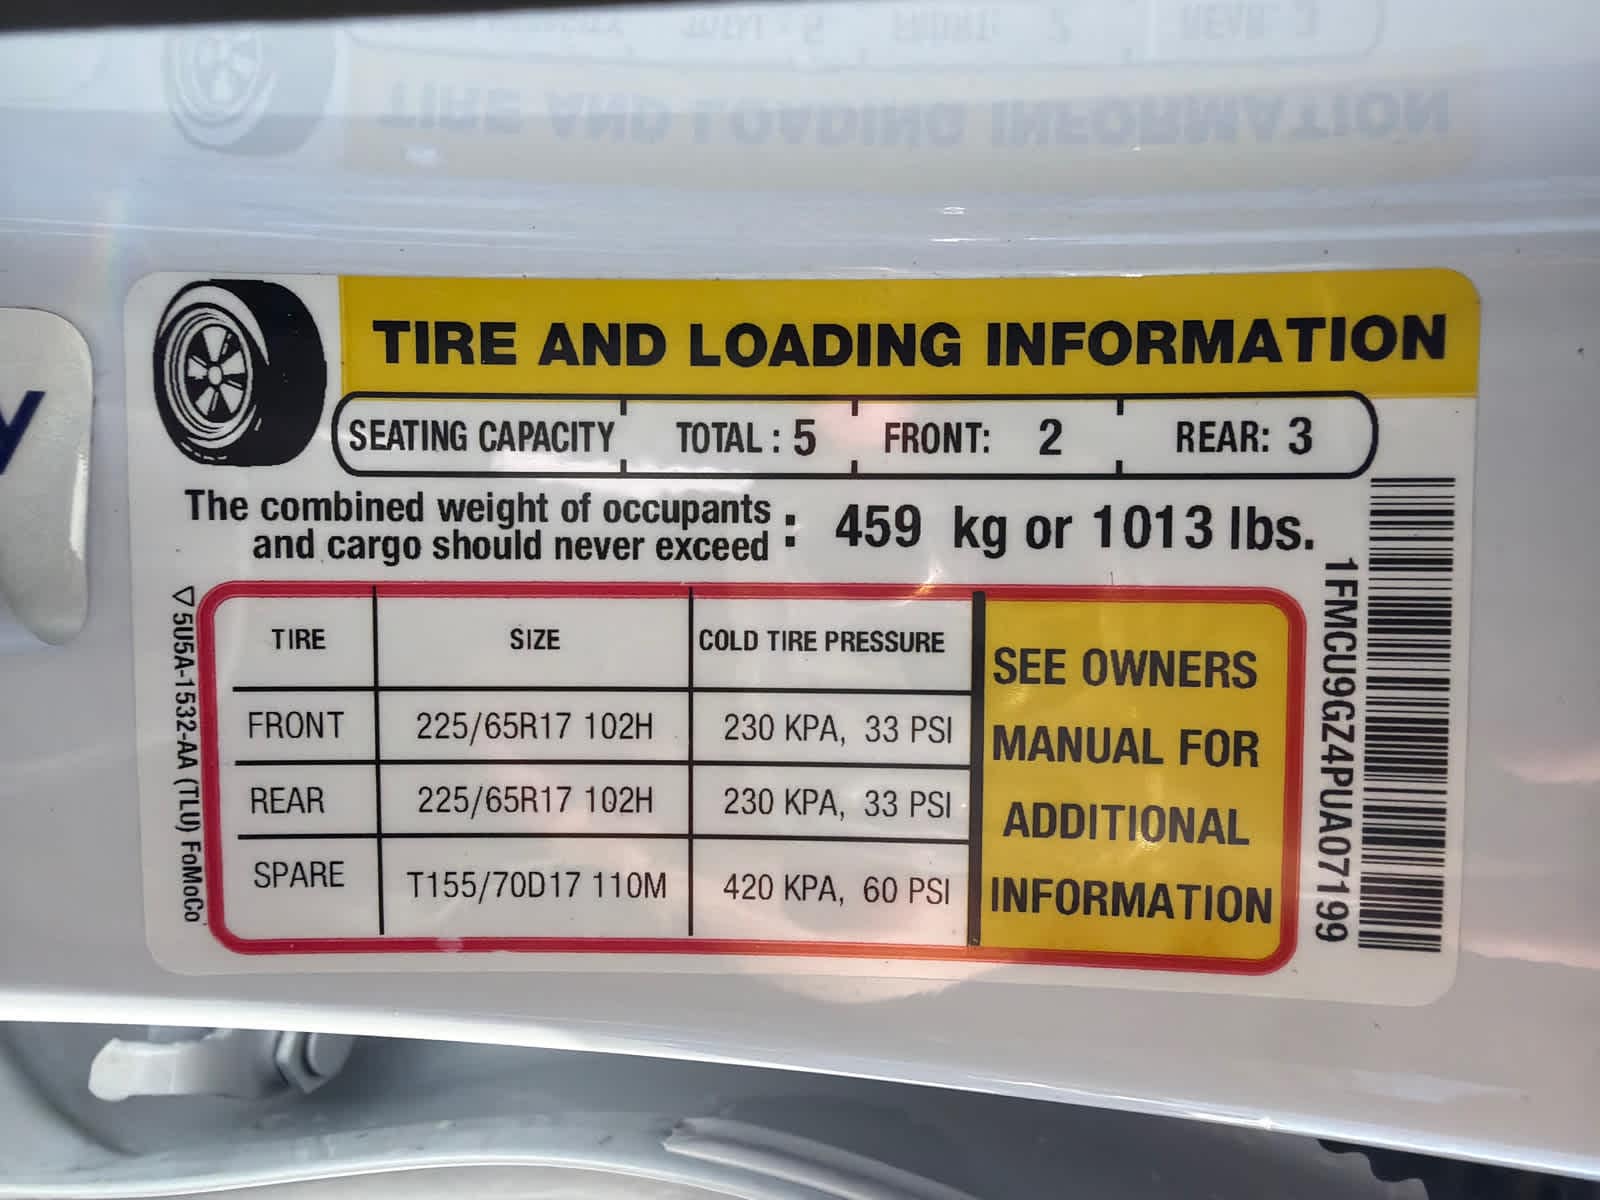 TIRE AND LOADING INFORMATION
SEATING CAPACITY TOTAL : 5 FRONT: 2 REAR: 3
The combined weight of occupants
and cargo should never exceed : 459 kg or 1013 lbs.
TIRE SIZE COLD TIRE PRESSURE
FRONT 225/65R17 102H 230 KPA, 33 PSI
REAR 225/65R17 102H 230 KPA, 33 PSI
SPARE T155/70D17 110M 420 KPA, 60 PSI
SEE OWNERS
MANUAL FOR
ADDITIONAL
INFORMATION
1FMCU9GZ4PUA07199
5U5A-1532-AA (TLU) FoMoCo